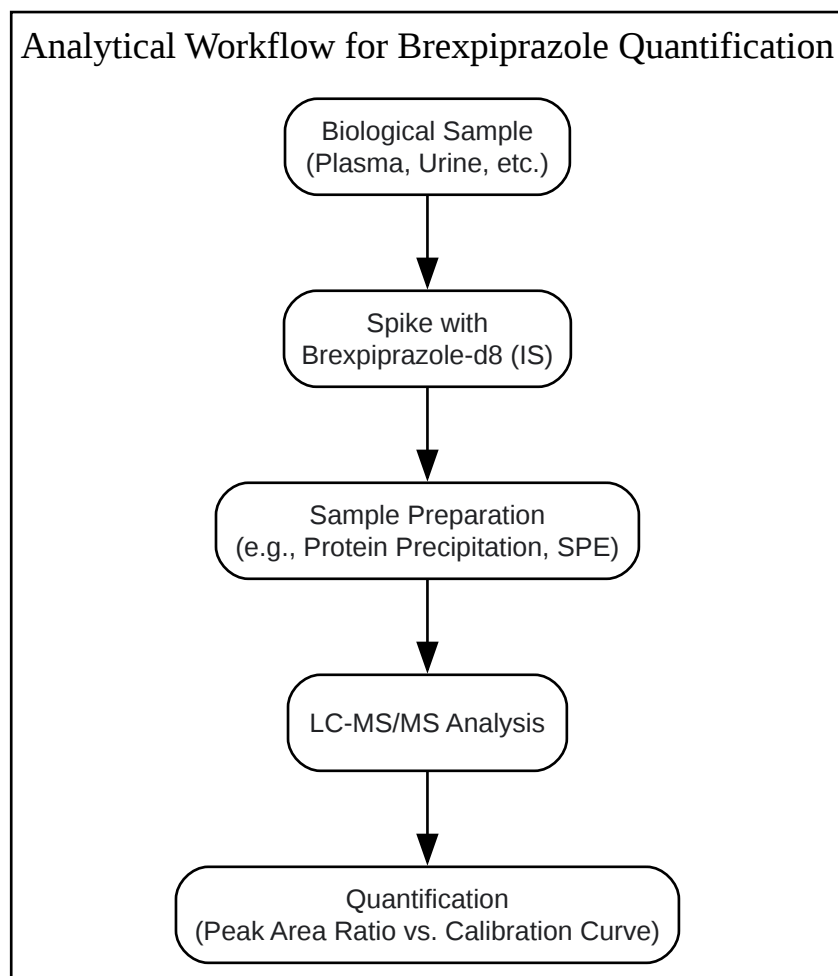 Analytical Workflow for Brexpiprazole Quantification
Biological Sample
(Plasma, Urine, etc.)
Spike with
Brexpiprazole-d8 (IS)
Sample Preparation
(e.g., Protein Precipitation, SPE)
LC-MS/MS Analysis
Quantification
(Peak Area Ratio vs. Calibration Curve)